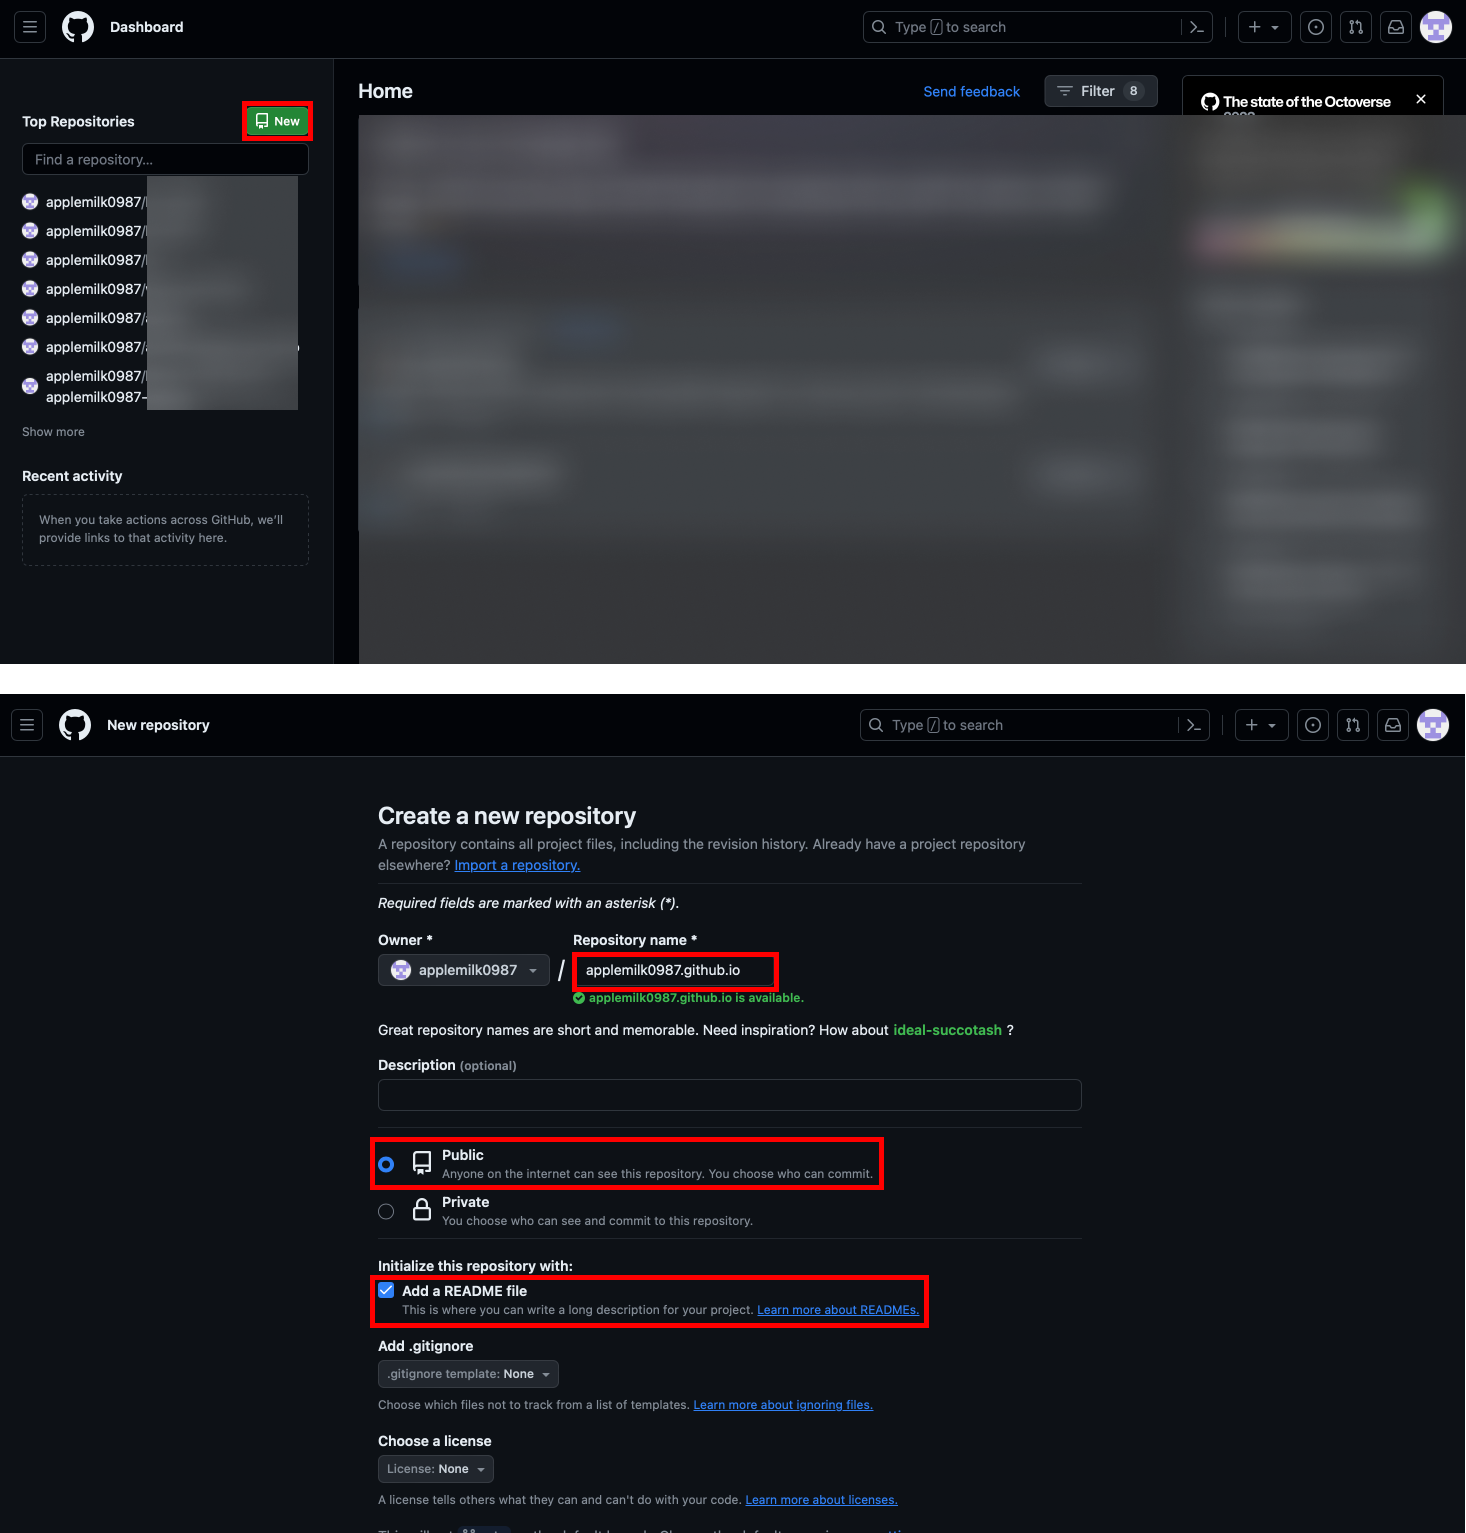 Dashboard
Type / to search
Home
Send feedback
Filter 8
The state of the Octoverse
Top Repositories
New
Find a repository...
applemilk0987/
applemilk0987/
applemilk0987/
applemilk0987/
applemilk0987/
applemilk0987/
applemilk0987/
applemilk0987-
Show more
Recent activity
When you take actions across GitHub, we'll
provide links to that activity here.
New repository
Type / to search
Create a new repository
A repository contains all project files, including the revision history. Already have a project repository
elsewhere? Import a repository.
Required fields are marked with an asterisk (*).
Owner *
Repository name *
applemilk0987
/
applemilk0987.github.io
applemilk0987.github.io is available.
Great repository names are short and memorable. Need inspiration? How about ideal-succotash ?
Description (optional)
Public
Anyone on the internet can see this repository. You choose who can commit.
Private
You choose who can see and commit to this repository.
Initialize this repository with:
Add a README file
This is where you can write a long description for your project. Learn more about READMEs.
Add .gitignore
.gitignore template: None
Choose which files not to track from a list of templates. Learn more about ignoring files.
Choose a license
License: None
A license tells others what they can and can't do with your code. Learn more about licenses.